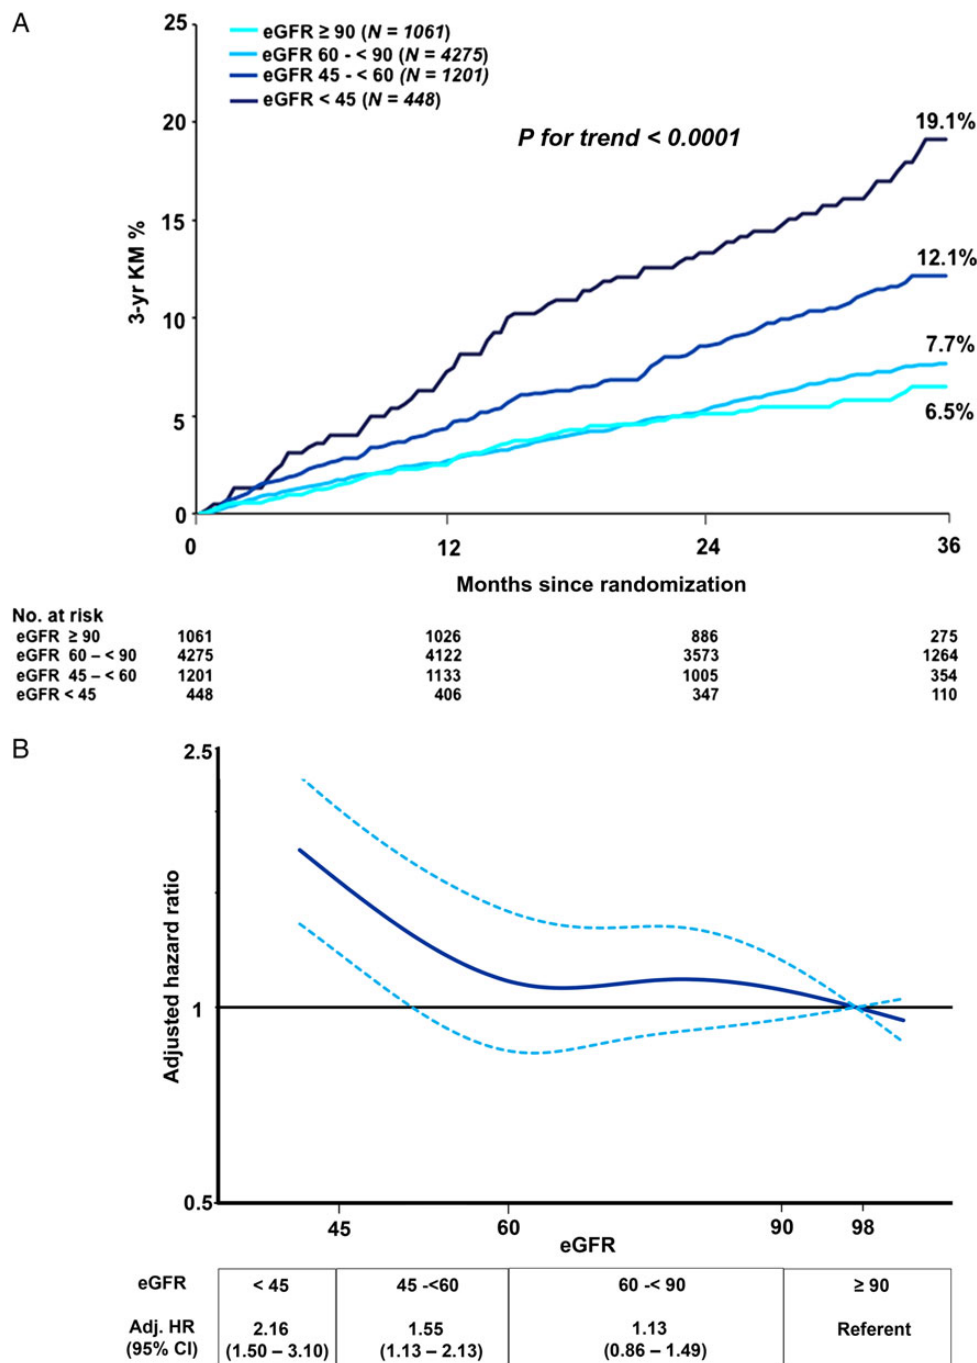 A
25
20
15
10
5
0
3-yr KM %
eGFR ≥ 90 (N = 1061)
eGFR 60 - < 90 (N = 4275)
eGFR 45 - < 60 (N = 1201)
eGFR < 45 (N = 448)
P for trend < 0.0001
19.1%
12.1%
7.7%
6.5%
0 12 24 36
Months since randomization
No. at risk
eGFR ≥ 90 1061 1026 886 275
eGFR 60 – < 90 4275 4122 3573 1264
eGFR 45 – < 60 1201 1133 1005 354
eGFR < 45 448 406 347 110
B
2.5
1
0.5
Adjusted hazard ratio
45 60 90 98
eGFR
eGFR < 45 45 -<60 60 -< 90 ≥ 90
Adj. HR 2.16 1.55 1.13 Referent
(95% CI) (1.50 – 3.10) (1.13 – 2.13) (0.86 – 1.49)